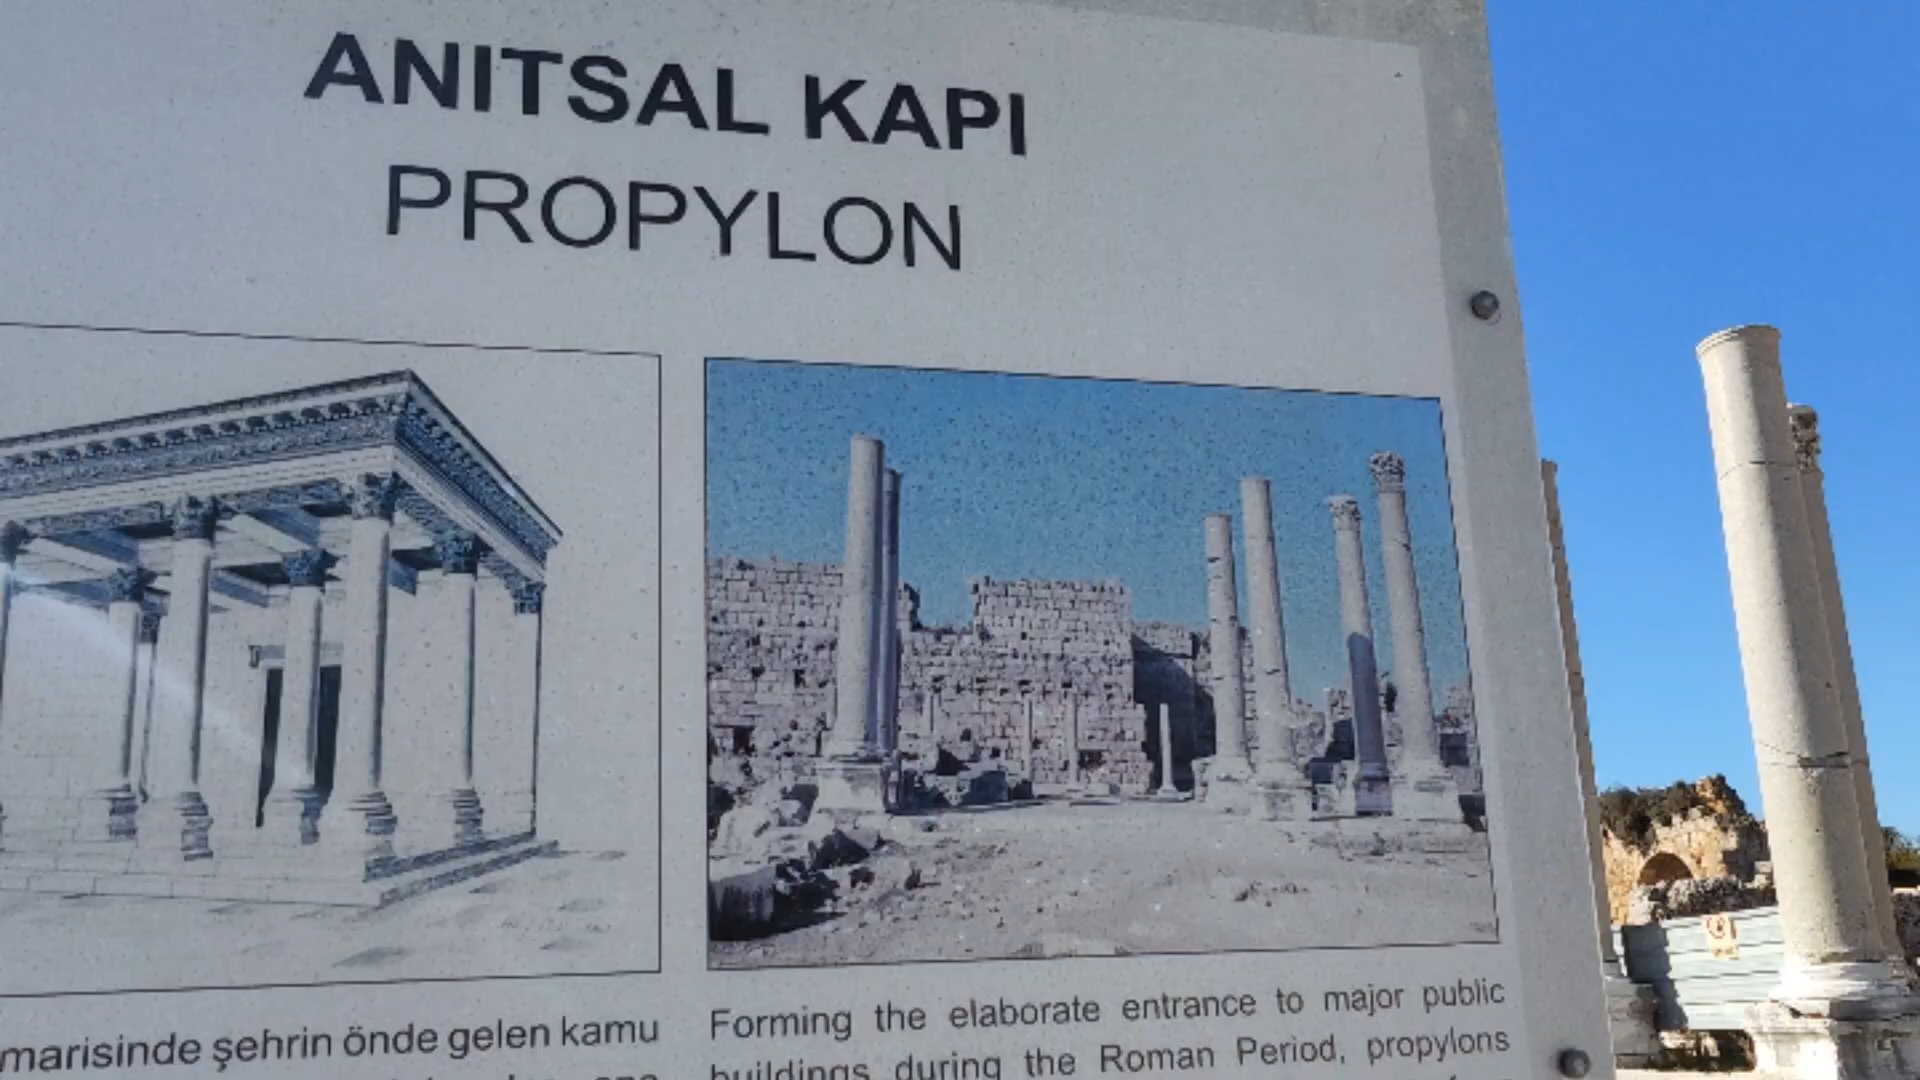 ANITSAL KAPI
PROPYLON
marisinde şehrin önde gelen kamu
Forming the elaborate entrance to major public
buildings during the Roman Period, propylons